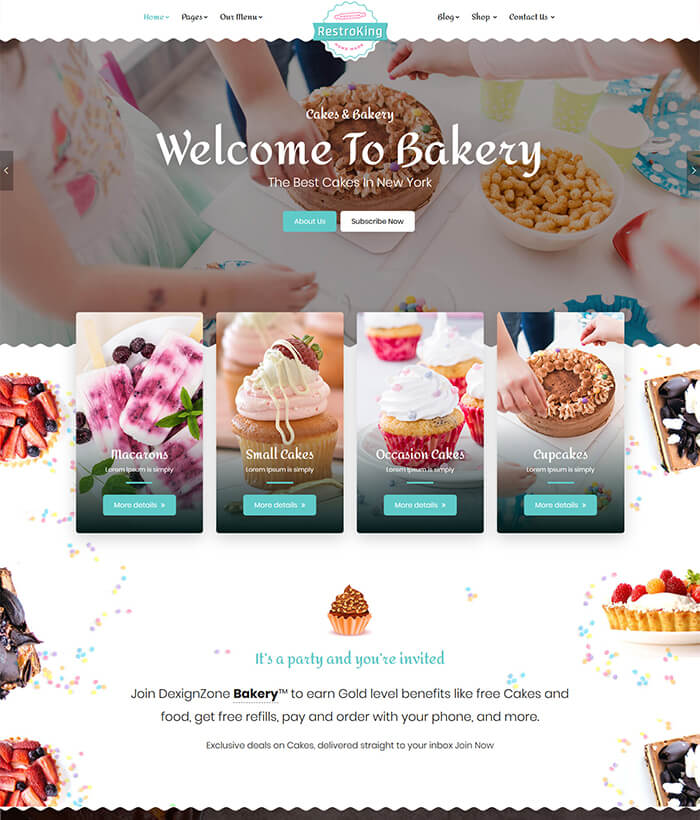 Home
Pages
Our Menu
RestroKing
HAND MADE
Blog
Shop
Contact Us
Cakes & Bakery
Welcome To Bakery
The Best Cakes In New York
About Us
Subscribe Now
Macarons
Lorem Ipsum is simply
More details »
Small Cakes
Lorem Ipsum is simply
More details »
Occasion Cakes
Lorem Ipsum is simply
More details »
Cupcakes
Lorem Ipsum is simply
More details »
It's a party and you're invited
Join DexignZone Bakery™ to earn Gold level benefits like free Cakes and
food, get free refills, pay and order with your phone, and more.
Exclusive deals on Cakes, delivered straight to your inbox Join Now